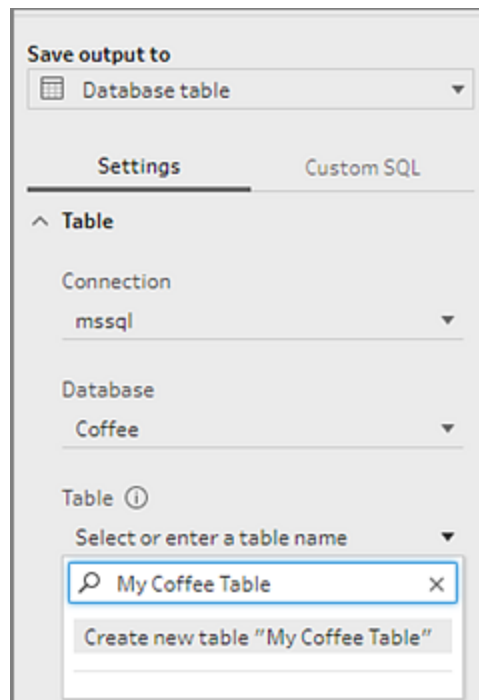 Save output to
Database table
Settings
Custom SQL
Table
Connection
mssql
Database
Coffee
Table
Select or enter a table name
My Coffee Table
Create new table "My Coffee Table"